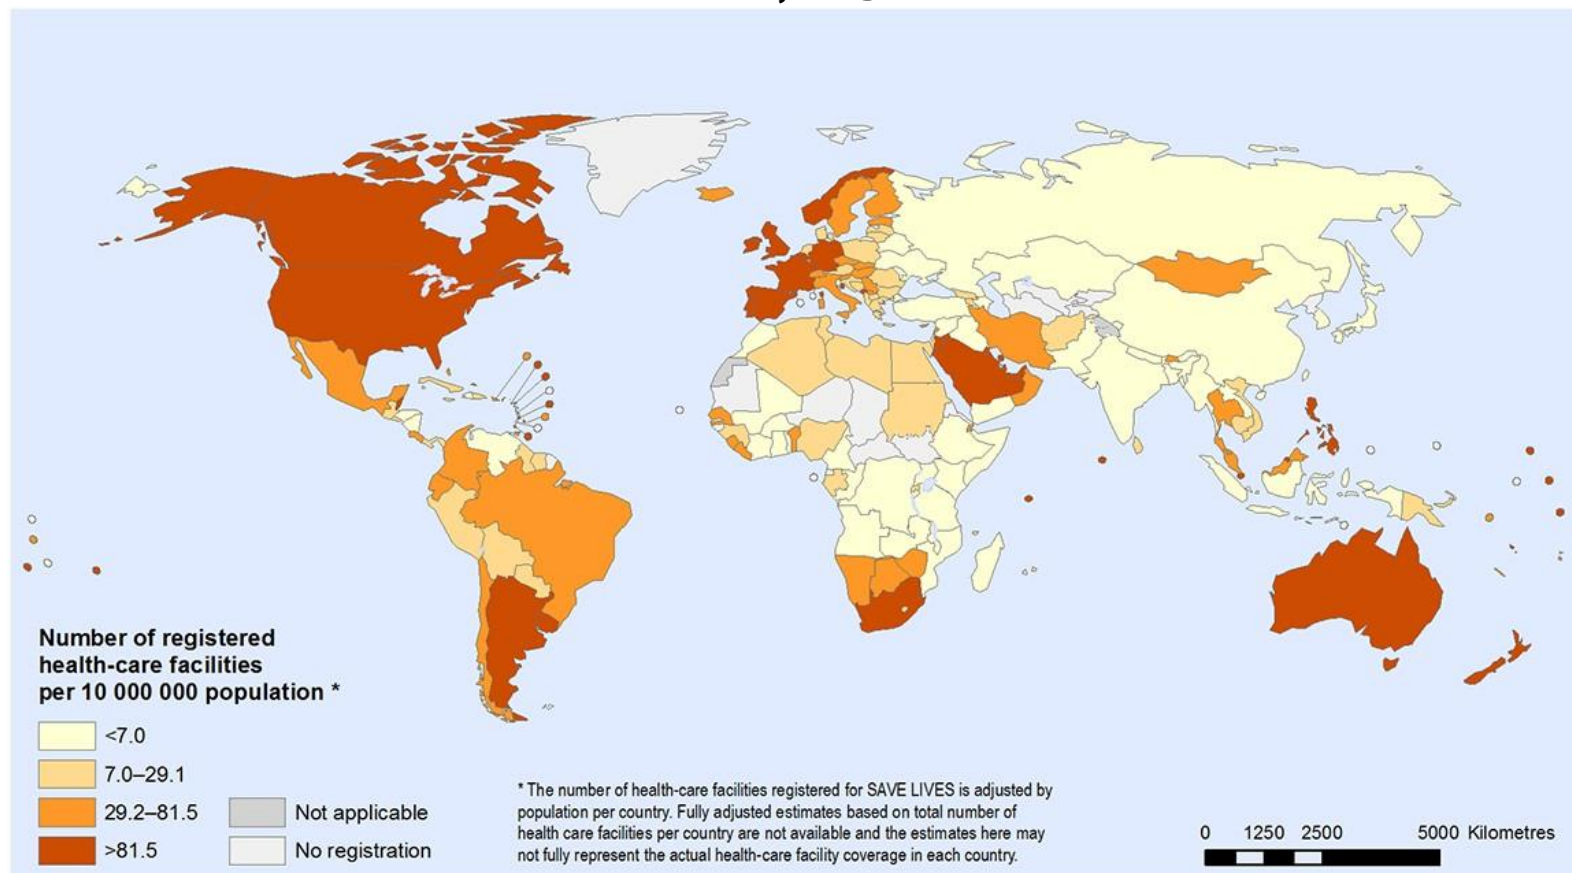 Number of registered
health-care facilities
per 10 000 000 population *
<7.0
7.0–29.1
29.2–81.5
>81.5
Not applicable
No registration
* The number of health-care facilities registered for SAVE LIVES is adjusted by
population per country. Fully adjusted estimates based on total number of
health care facilities per country are not available and the estimates here may
not fully represent the actual health-care facility coverage in each country.
0 1250 2500 5000 Kilometres